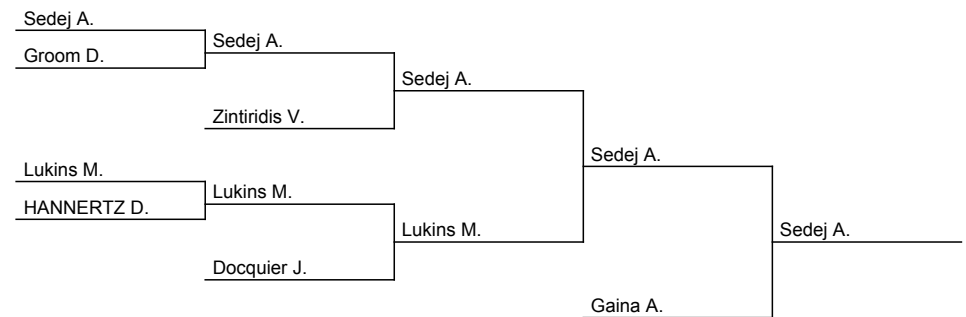 Sedej A.
Groom D.
Sedej A.
Zintiridis V.
Sedej A.
Lukins M.
HANNERTZ D.
Lukins M.
Docquier J.
Lukins M.
Sedej A.
Gaina A.
Sedej A.